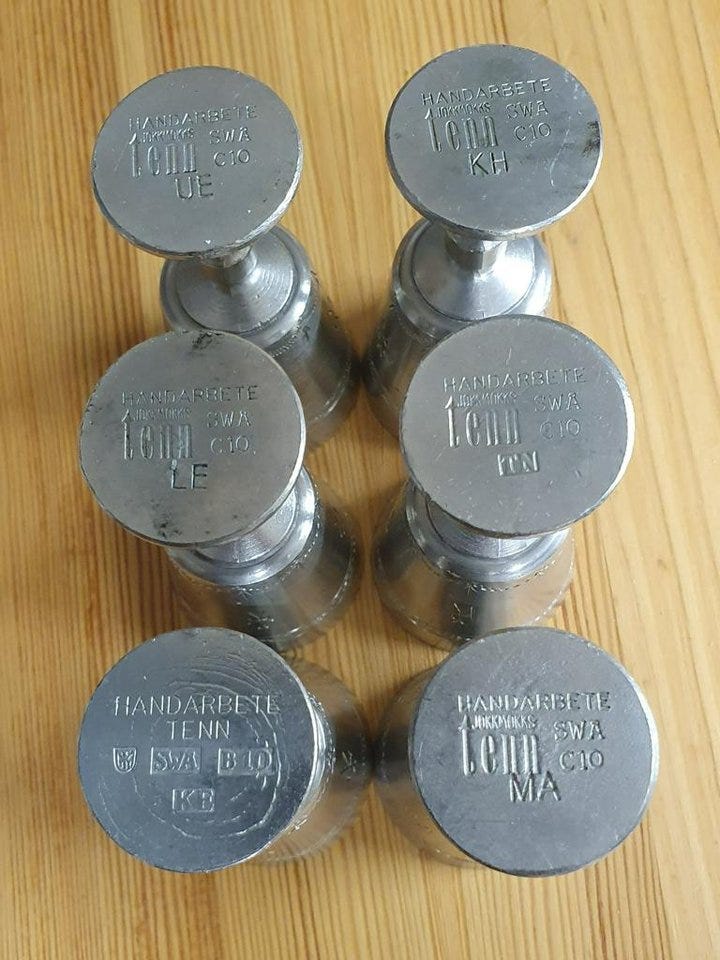 HANDARBETE
JOKKMOKKS
tenn SWA
C10
UE
HANDARBETE
JOKKMOKKS
tenn SWA
C10
KH
HANDARBETE
JOKKMOKKS
tenn SWA
C10
LE
HANDARBETE
JOKKMOKKS
tenn SWA
C10
TN
HANDARBETE
TENN
SWA B10
KE
HANDARBETE
JOKKMOKKS
tenn SWA
C10
MA